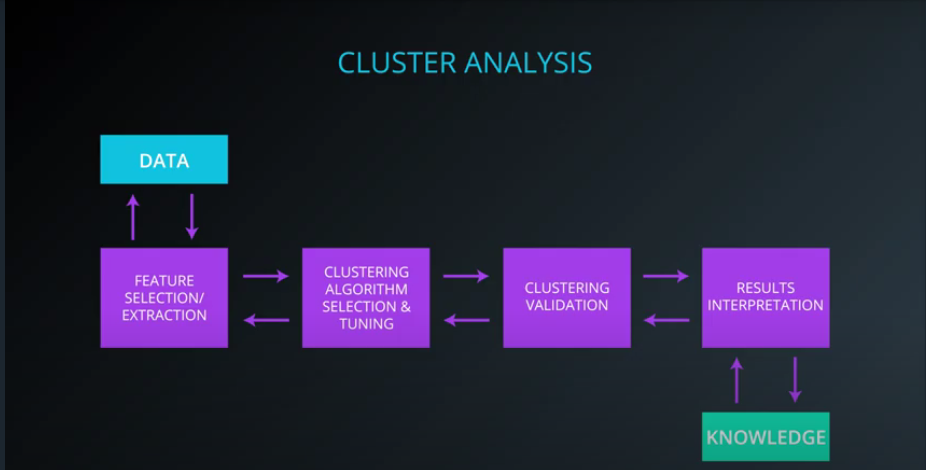 CLUSTER ANALYSIS
DATA
FEATURE
SELECTION/
EXTRACTION
CLUSTERING
ALGORITHM
SELECTION &
TUNING
CLUSTERING
VALIDATION
RESULTS
INTERPRETATION
KNOWLEDGE